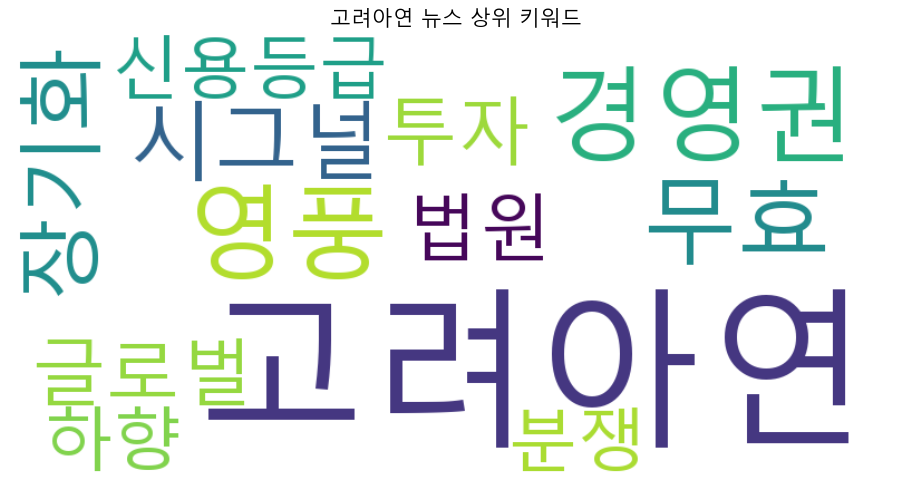 고려아연 뉴스 상위 키워드
신용등급
장기화
시그널
투자
경영권
영풍
법원
무효
고려아연
글로벌
하향
분쟁